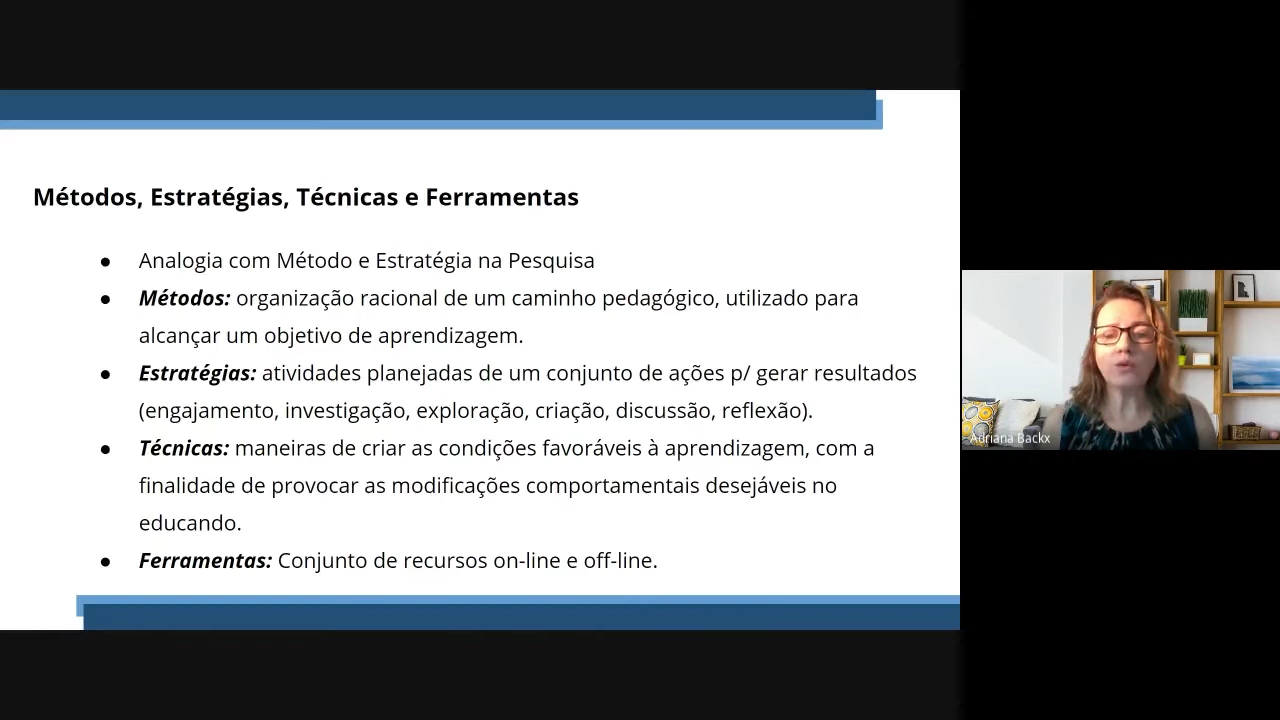 Métodos, Estratégias, Técnicas e Ferramentas
● Analogia com Método e Estratégia na Pesquisa
● Métodos: organização racional de um caminho pedagógico, utilizado para
alcançar um objetivo de aprendizagem.
● Estratégias: atividades planejadas de um conjunto de ações p/ gerar resultados
(engajamento, investigação, exploração, criação, discussão, reflexão).
● Técnicas: maneiras de criar as condições favoráveis à aprendizagem, com a
finalidade de provocar as modificações comportamentais desejáveis no
educando.
● Ferramentas: Conjunto de recursos on-line e off-line.
Adriana Backx